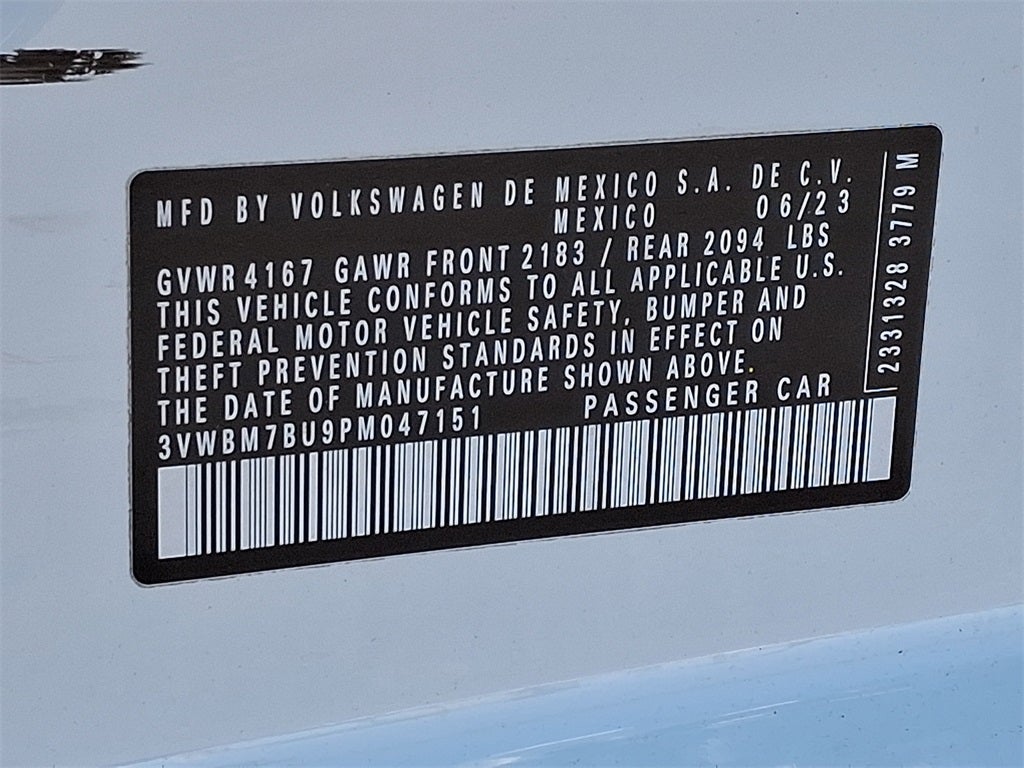 MFD BY VOLKSWAGEN DE MEXICO S.A. DE C.V.
MEXICO 06/23
GVWR 4167 GAWR FRONT 2183 / REAR 2094 LBS
THIS VEHICLE CONFORMS TO ALL APPLICABLE U.S.
FEDERAL MOTOR VEHICLE SAFETY, BUMPER AND
THEFT PREVENTION STANDARDS IN EFFECT ON
THE DATE OF MANUFACTURE SHOWN ABOVE.
3VWBM7BU9PM047151 PASSENGER CAR
2331328 3779 M